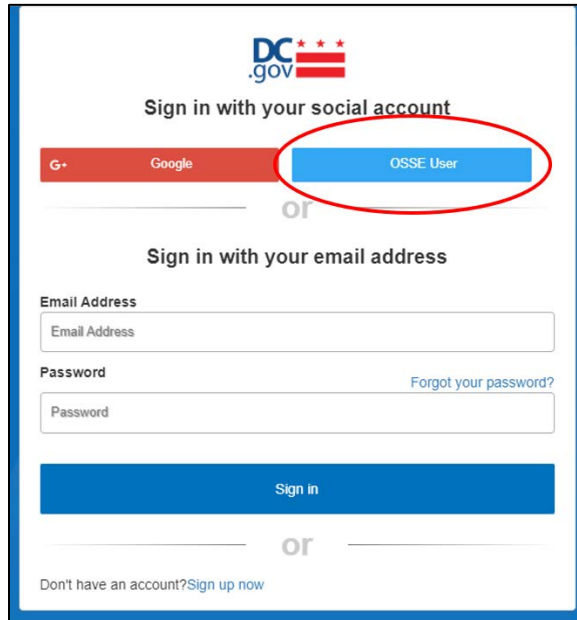 DC
.gov
Sign in with your social account
G+ Google OSSE User
or
Sign in with your email address
Email Address
Email Address
Password
Forgot your password?
Password
Sign in
or
Don't have an account?Sign up now